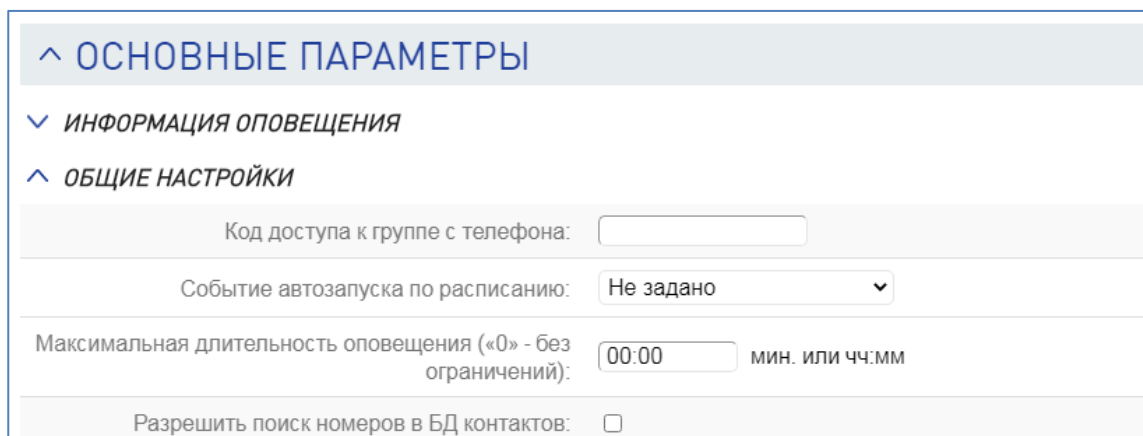 ОСНОВНЫЕ ПАРАМЕТРЫ
ИНФОРМАЦИЯ ОПОВЕЩЕНИЯ
ОБЩИЕ НАСТРОЙКИ
Код доступа к группе с телефона:
Событие автозапуска по расписанию: Не задано
Максимальная длительность оповещения («0» - без
ограничений): 00:00 мин. или чч:мм
Разрешить поиск номеров в БД контактов: